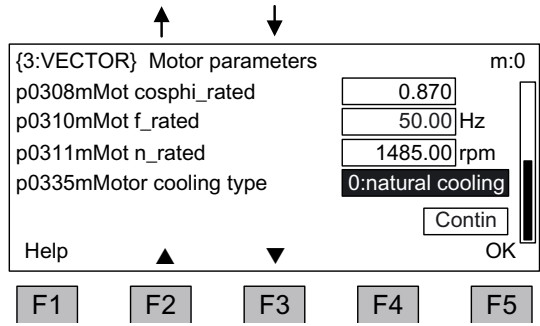 {3:VECTOR} Motor parameters m:0
p0308mMot cosphi_rated 0.870
p0310mMot f_rated 50.00 Hz
p0311mMot n_rated 1485.00 rpm
p0335mMotor cooling type 0:natural cooling
Contin
Help ▲ ▼ OK
F1 F2 F3 F4 F5